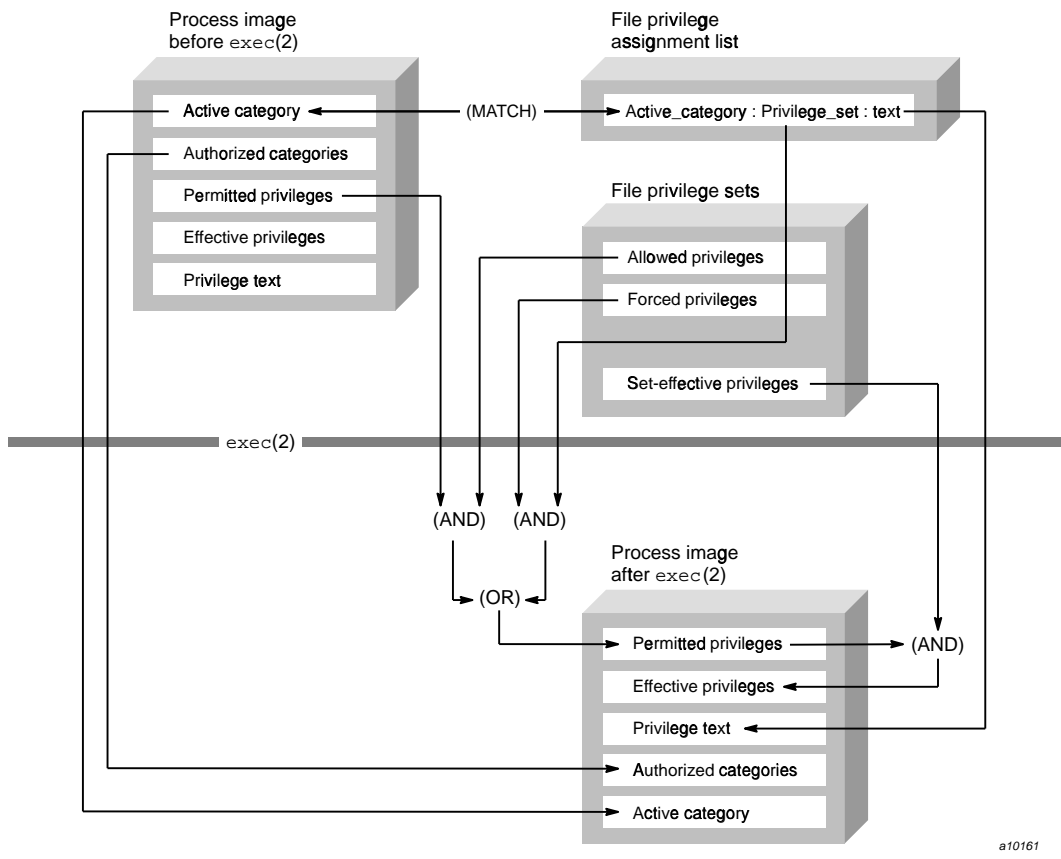 Process image
before exec(2)
File privilege
assignment list
Active category
(MATCH)
Active_category : Privilege_set : text
Authorized categories
Permitted privileges
Effective privileges
Privilege text
File privilege sets
Allowed privileges
Forced privileges
Set-effective privileges
exec(2)
(AND)
(AND)
(OR)
Process image
after exec(2)
Permitted privileges
(AND)
Effective privileges
Privilege text
Authorized categories
Active category
a10161